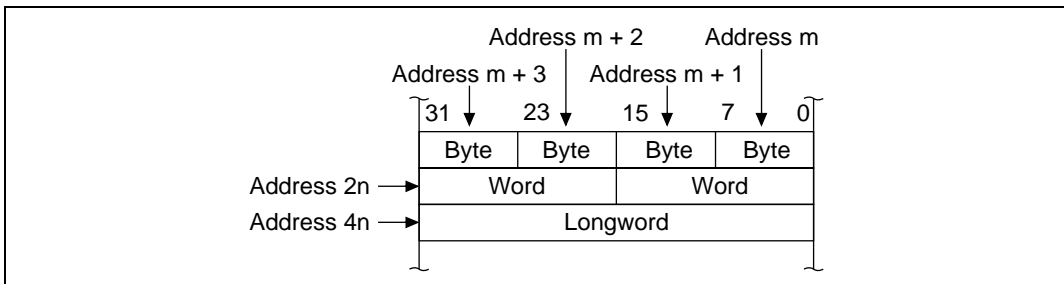 Address m + 2 Address m
Address m + 3 Address m + 1
31 23 15 7 0
Byte Byte Byte Byte
Address 2n Word Word
Address 4n Longword